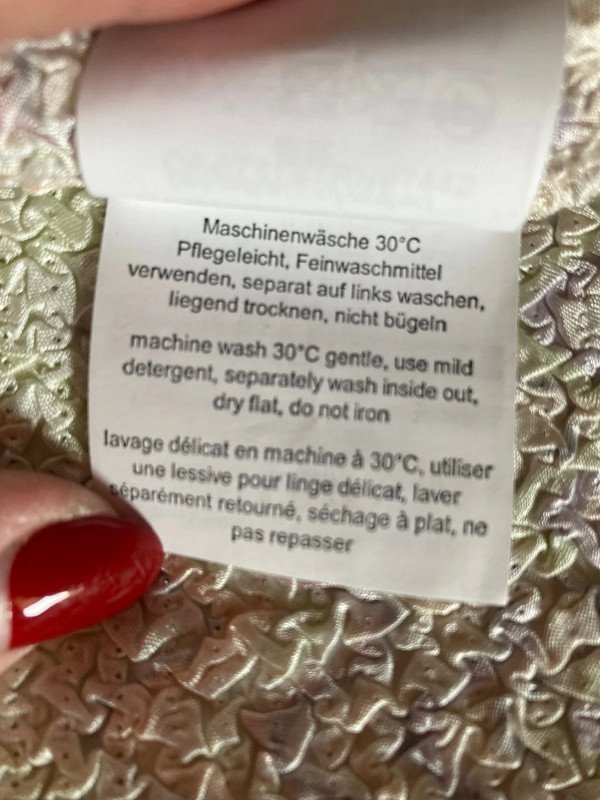 Maschinenwäsche 30°C
Pflegeleicht, Feinwaschmittel
verwenden, separat auf links waschen,
liegend trocknen, nicht bügeln
machine wash 30°C gentle, use mild
detergent, separately wash inside out,
dry flat, do not iron
lavage délicat en machine à 30°C, utiliser
une lessive pour linge délicat, laver
séparément retourné, séchage à plat, ne
pas repasser